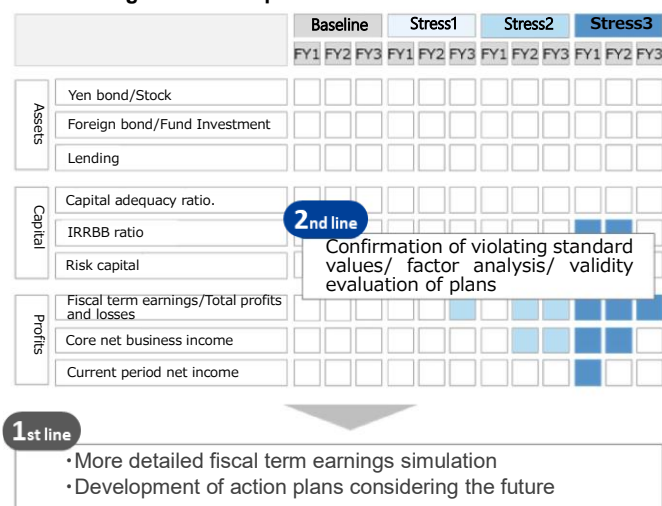 Baseline Stress1 Stress2 Stress3
FY1 FY2 FY3 FY1 FY2 FY3 FY1 FY2 FY3 FY1 FY2 FY3
Assets
Yen bond/Stock
Foreign bond/Fund Investment
Lending
Capital
Capital adequacy ratio.
IRRBB ratio
Risk capital
2nd line
Confirmation of violating standard
values/ factor analysis/ validity
evaluation of plans
Profits
Fiscal term earnings/Total profits
and losses
Core net business income
Current period net income
1st line
・More detailed fiscal term earnings simulation
・Development of action plans considering the future